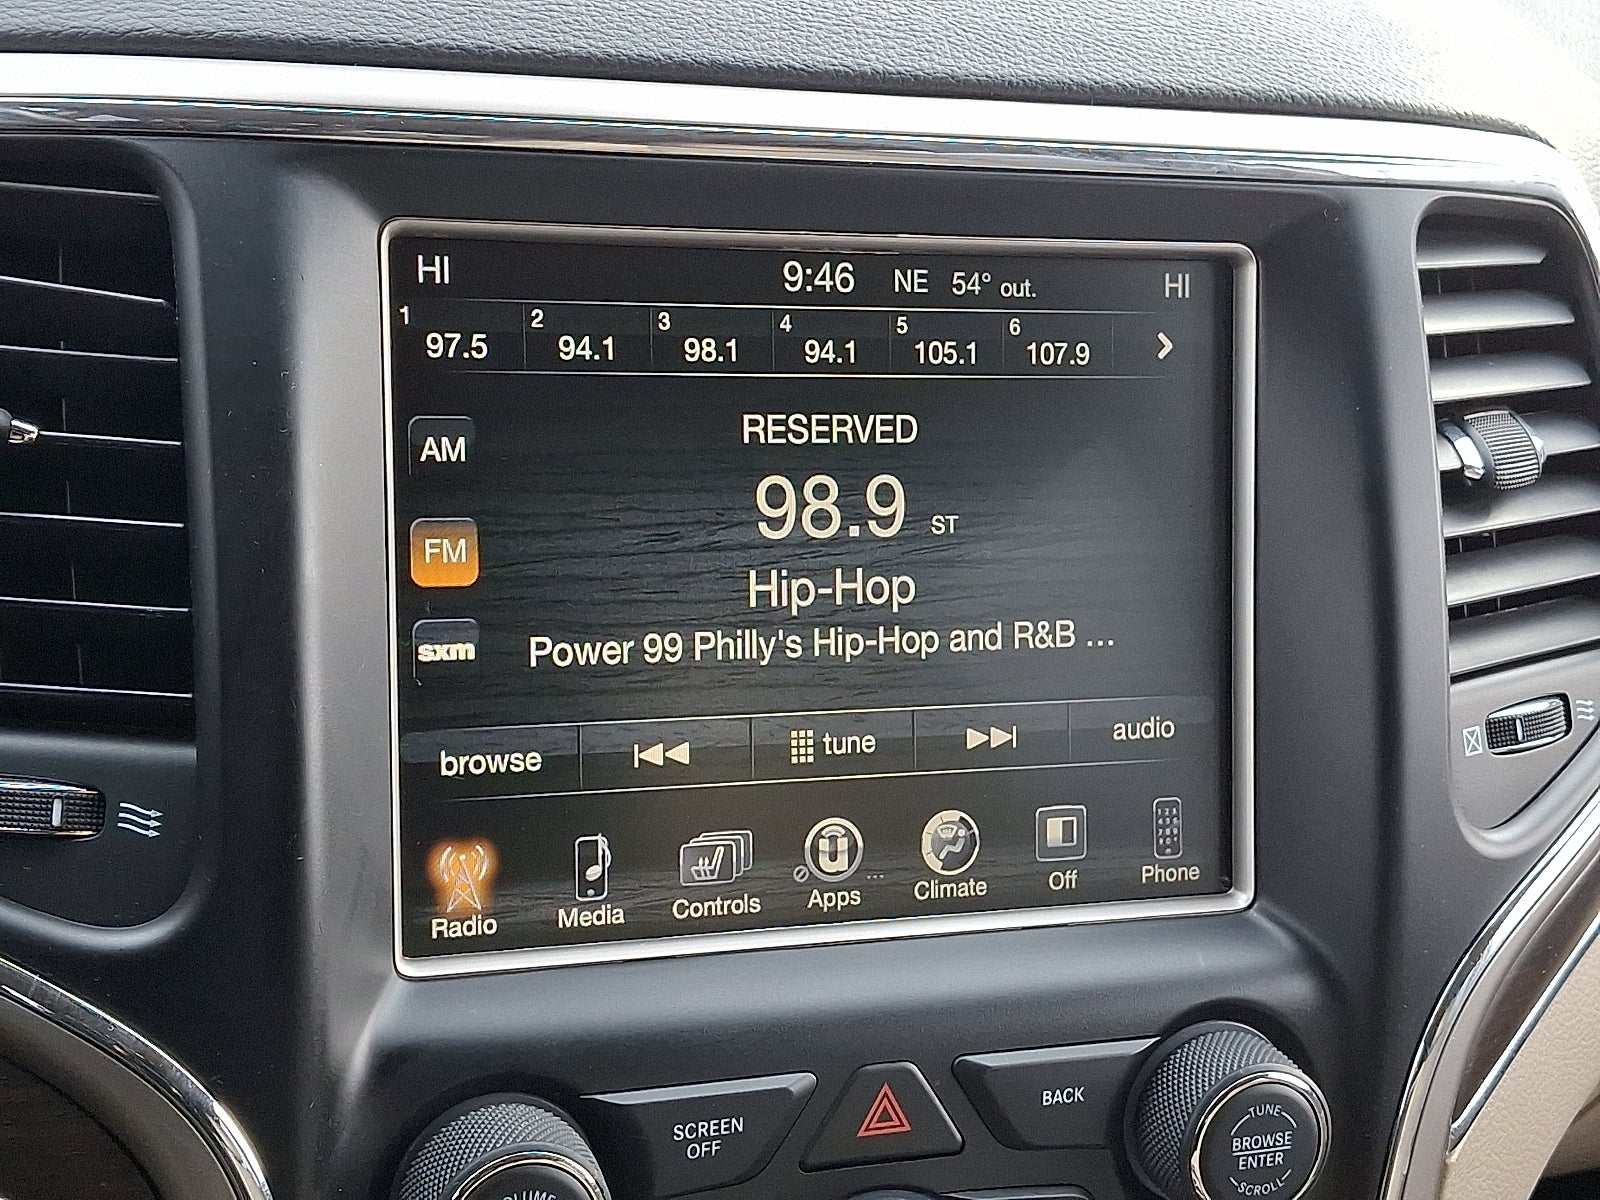 HI 9:46 NE 54° out. HI
1 2 3 4 5 6
97.5 94.1 98.1 94.1 105.1 107.9
AM
RESERVED
98.9 ST
FM
Hip-Hop
sxm
Power 99 Philly's Hip-Hop and R&B ...
browse tune audio
Radio Media Controls Apps Climate Off Phone
SCREEN
OFF
BACK
TUNE
BROWSE
ENTER
SCROLL
VOLUME